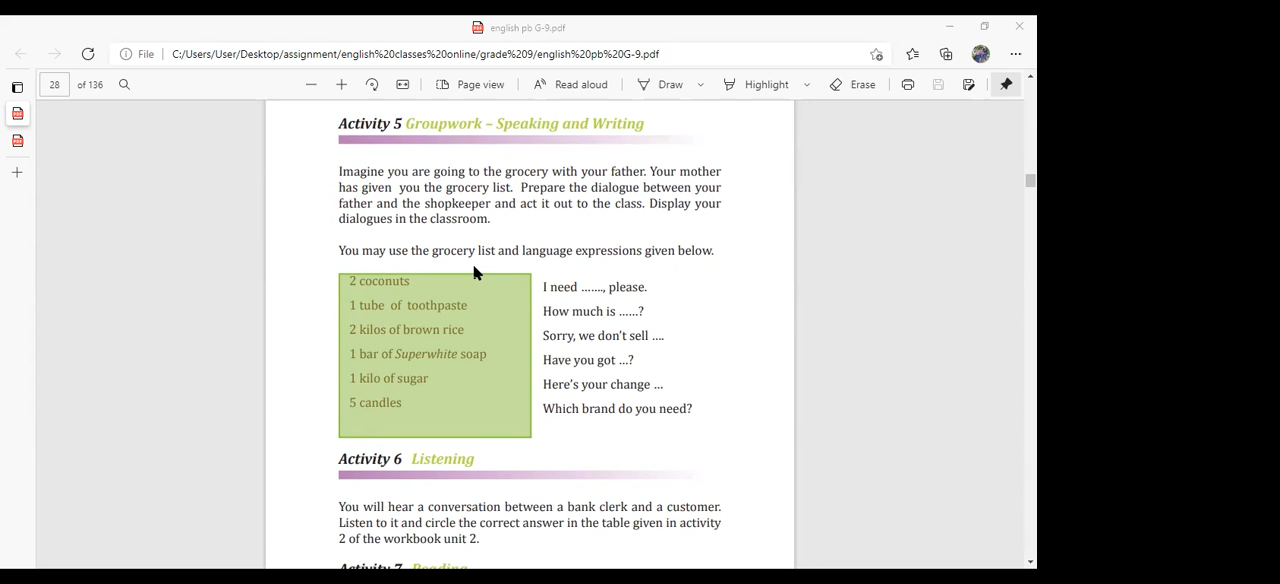 english pb G-9.pdf
File C:/Users/User/Desktop/assignment/english%20classes%20online/grade%209/english%20pb%20G-9.pdf
28 of 136 Page view Read aloud Draw Highlight Erase
Activity 5 Groupwork – Speaking and Writing
Imagine you are going to the grocery with your father. Your mother
has given you the grocery list. Prepare the dialogue between your
father and the shopkeeper and act it out to the class. Display your
dialogues in the classroom.
You may use the grocery list and language expressions given below.
2 coconuts
1 tube of toothpaste
2 kilos of brown rice
1 bar of Superwhite soap
1 kilo of sugar
5 candles
I need ......., please.
How much is ......?
Sorry, we don't sell ....
Have you got ...?
Here's your change ...
Which brand do you need?
Activity 6 Listening
You will hear a conversation between a bank clerk and a customer.
Listen to it and circle the correct answer in the table given in activity
2 of the workbook unit 2.
Activity 7 Reading